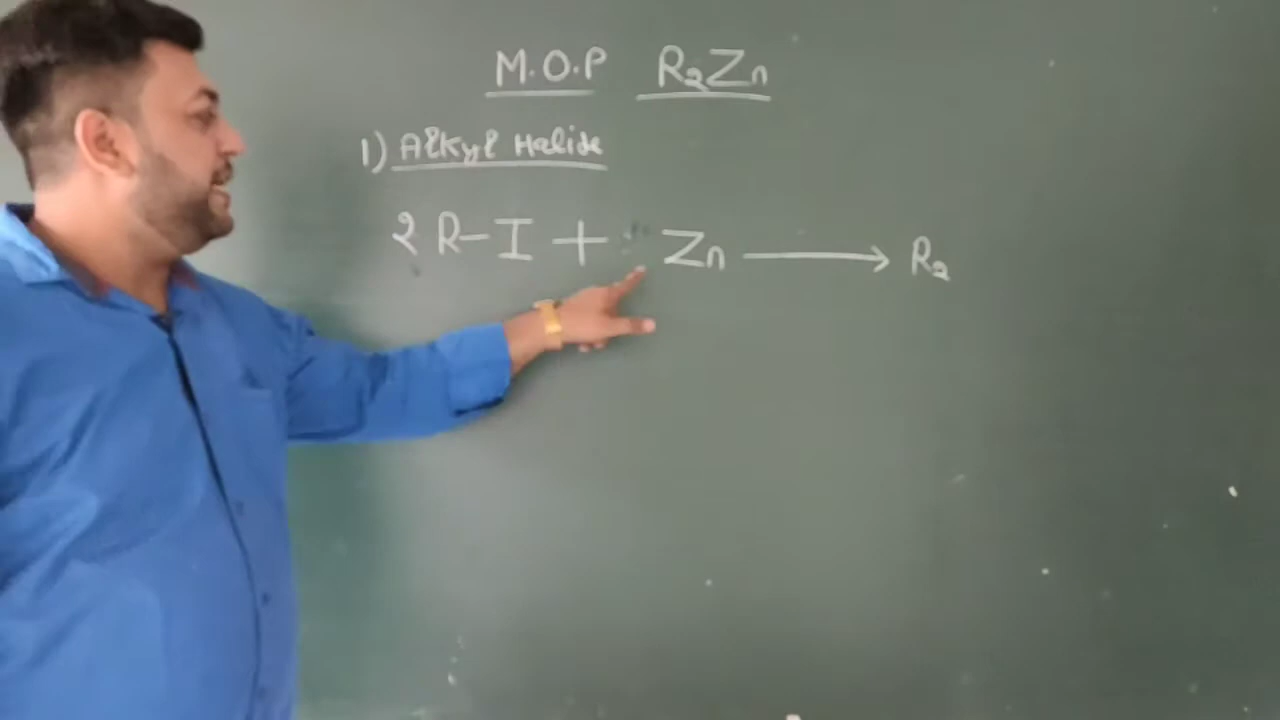 M.O.P R₂Zn
1) Alkyl Halide
2 R-I + Zn ⟶ R₂